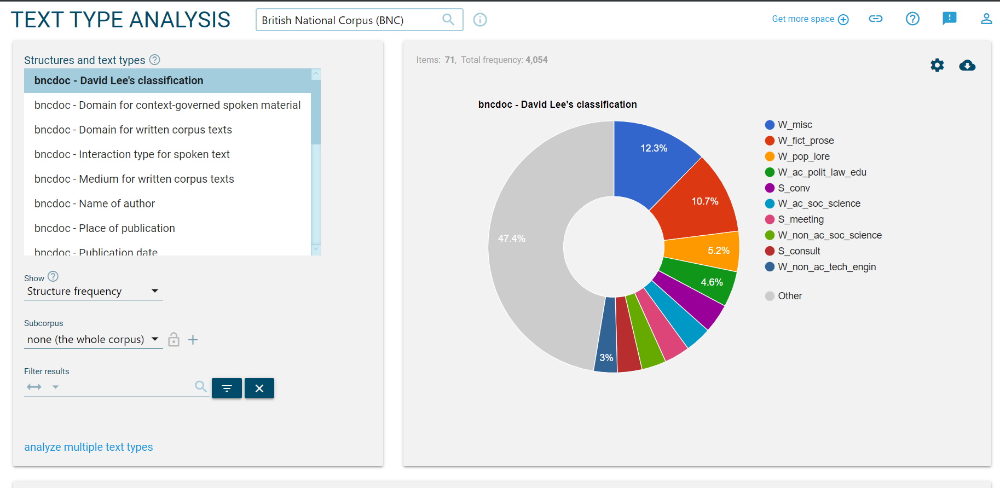 TEXT TYPE ANALYSIS
British National Corpus (BNC)
Get more space
Structures and text types
bncdoc - David Lee's classification
bncdoc - Domain for context-governed spoken material
bncdoc - Domain for written corpus texts
bncdoc - Interaction type for spoken text
bncdoc - Medium for written corpus texts
bncdoc - Name of author
bncdoc - Place of publication
bncdoc - Publication date
Show
Structure frequency
Subcorpus
none (the whole corpus)
Filter results
analyze multiple text types
Items: 71, Total frequency: 4,054
bncdoc - David Lee's classification
12.3%
10.7%
5.2%
4.6%
3%
47.4%
W_misc
W_fict_prose
W_pop_lore
W_ac_polit_law_edu
S_conv
W_ac_soc_science
S_meeting
W_non_ac_soc_science
S_consult
W_non_ac_tech_engin
Other